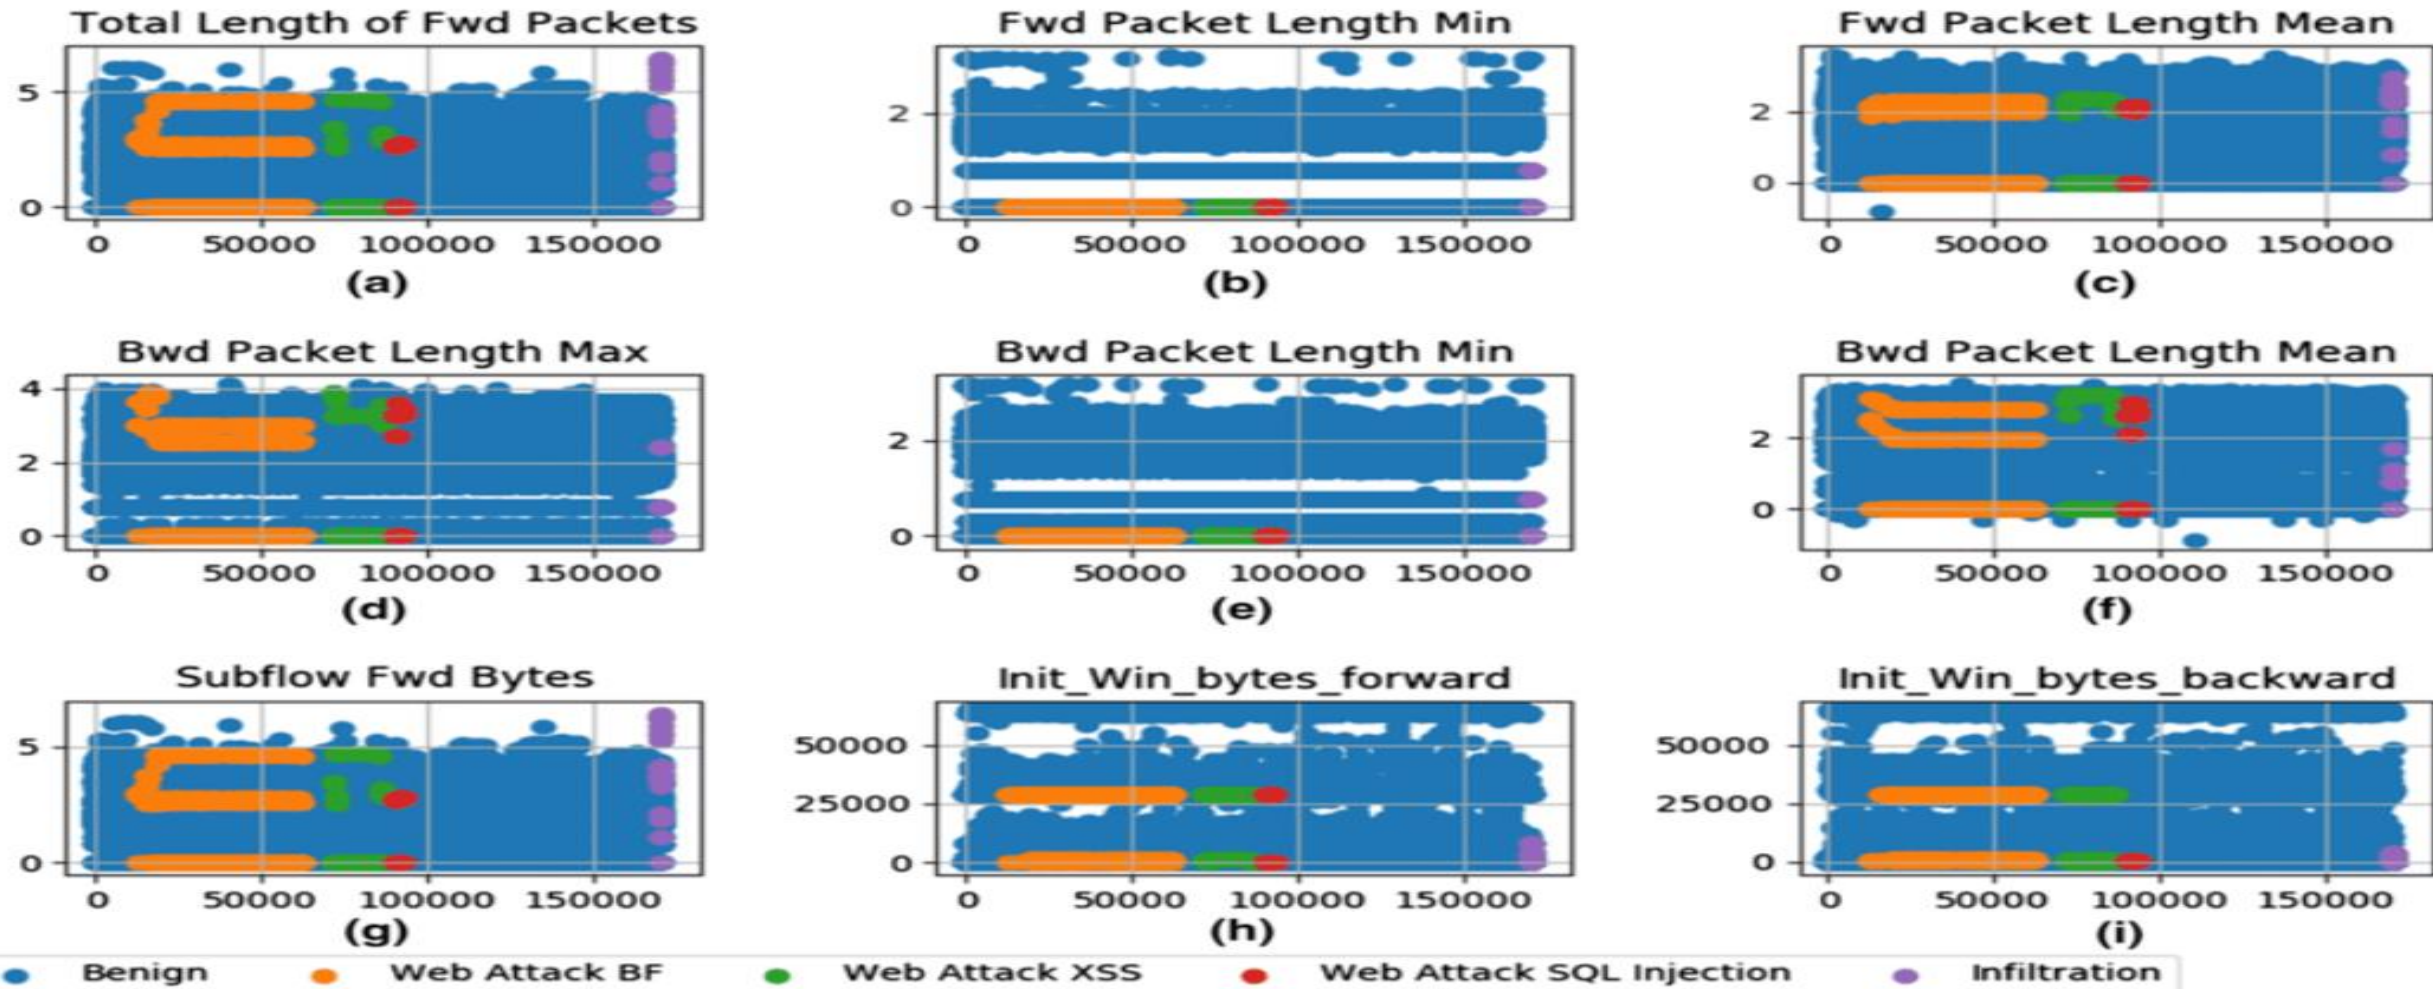 Total Length of Fwd Packets
Fwd Packet Length Min
Fwd Packet Length Mean
5
0
0 50000 100000 150000
(a)
2
0
0 50000 100000 150000
(b)
2
0
0 50000 100000 150000
(c)
Bwd Packet Length Max
Bwd Packet Length Min
Bwd Packet Length Mean
4
2
0
0 50000 100000 150000
(d)
2
0
0 50000 100000 150000
(e)
2
0
0 50000 100000 150000
(f)
Subflow Fwd Bytes
Init_Win_bytes_forward
Init_Win_bytes_backward
5
0
0 50000 100000 150000
(g)
50000
25000
0
0 50000 100000 150000
(h)
50000
25000
0
0 50000 100000 150000
(i)
Benign Web Attack BF Web Attack XSS Web Attack SQL Injection Infiltration